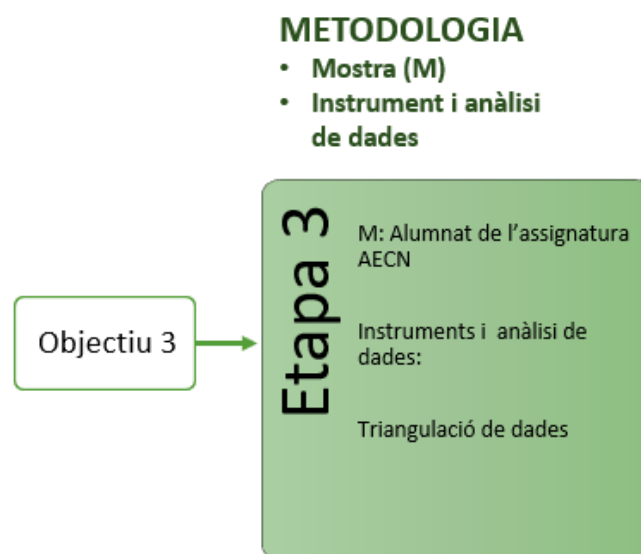 METODOLOGIA
• Mostra (M)
• Instrument i anàlisi
de dades
Objectiu 3
Etapa 3
M: Alumnat de l’assignatura
AECN
Instruments i anàlisi de
dades:
Triangulació de dades